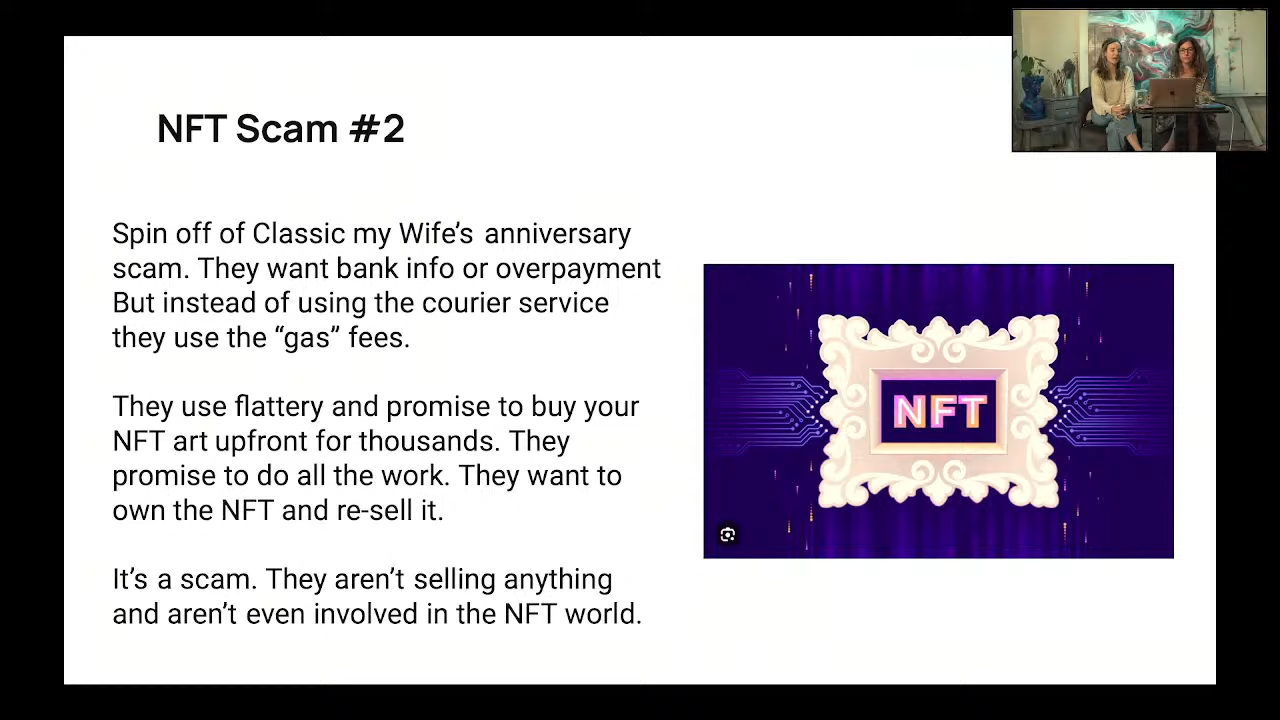 NFT Scam #2
Spin off of Classic my Wife’s anniversary
scam. They want bank info or overpayment
But instead of using the courier service
they use the “gas” fees.
They use flattery and promise to buy your
NFT art upfront for thousands. They
promise to do all the work. They want to
own the NFT and re-sell it.
It’s a scam. They aren’t selling anything
and aren’t even involved in the NFT world.
NFT